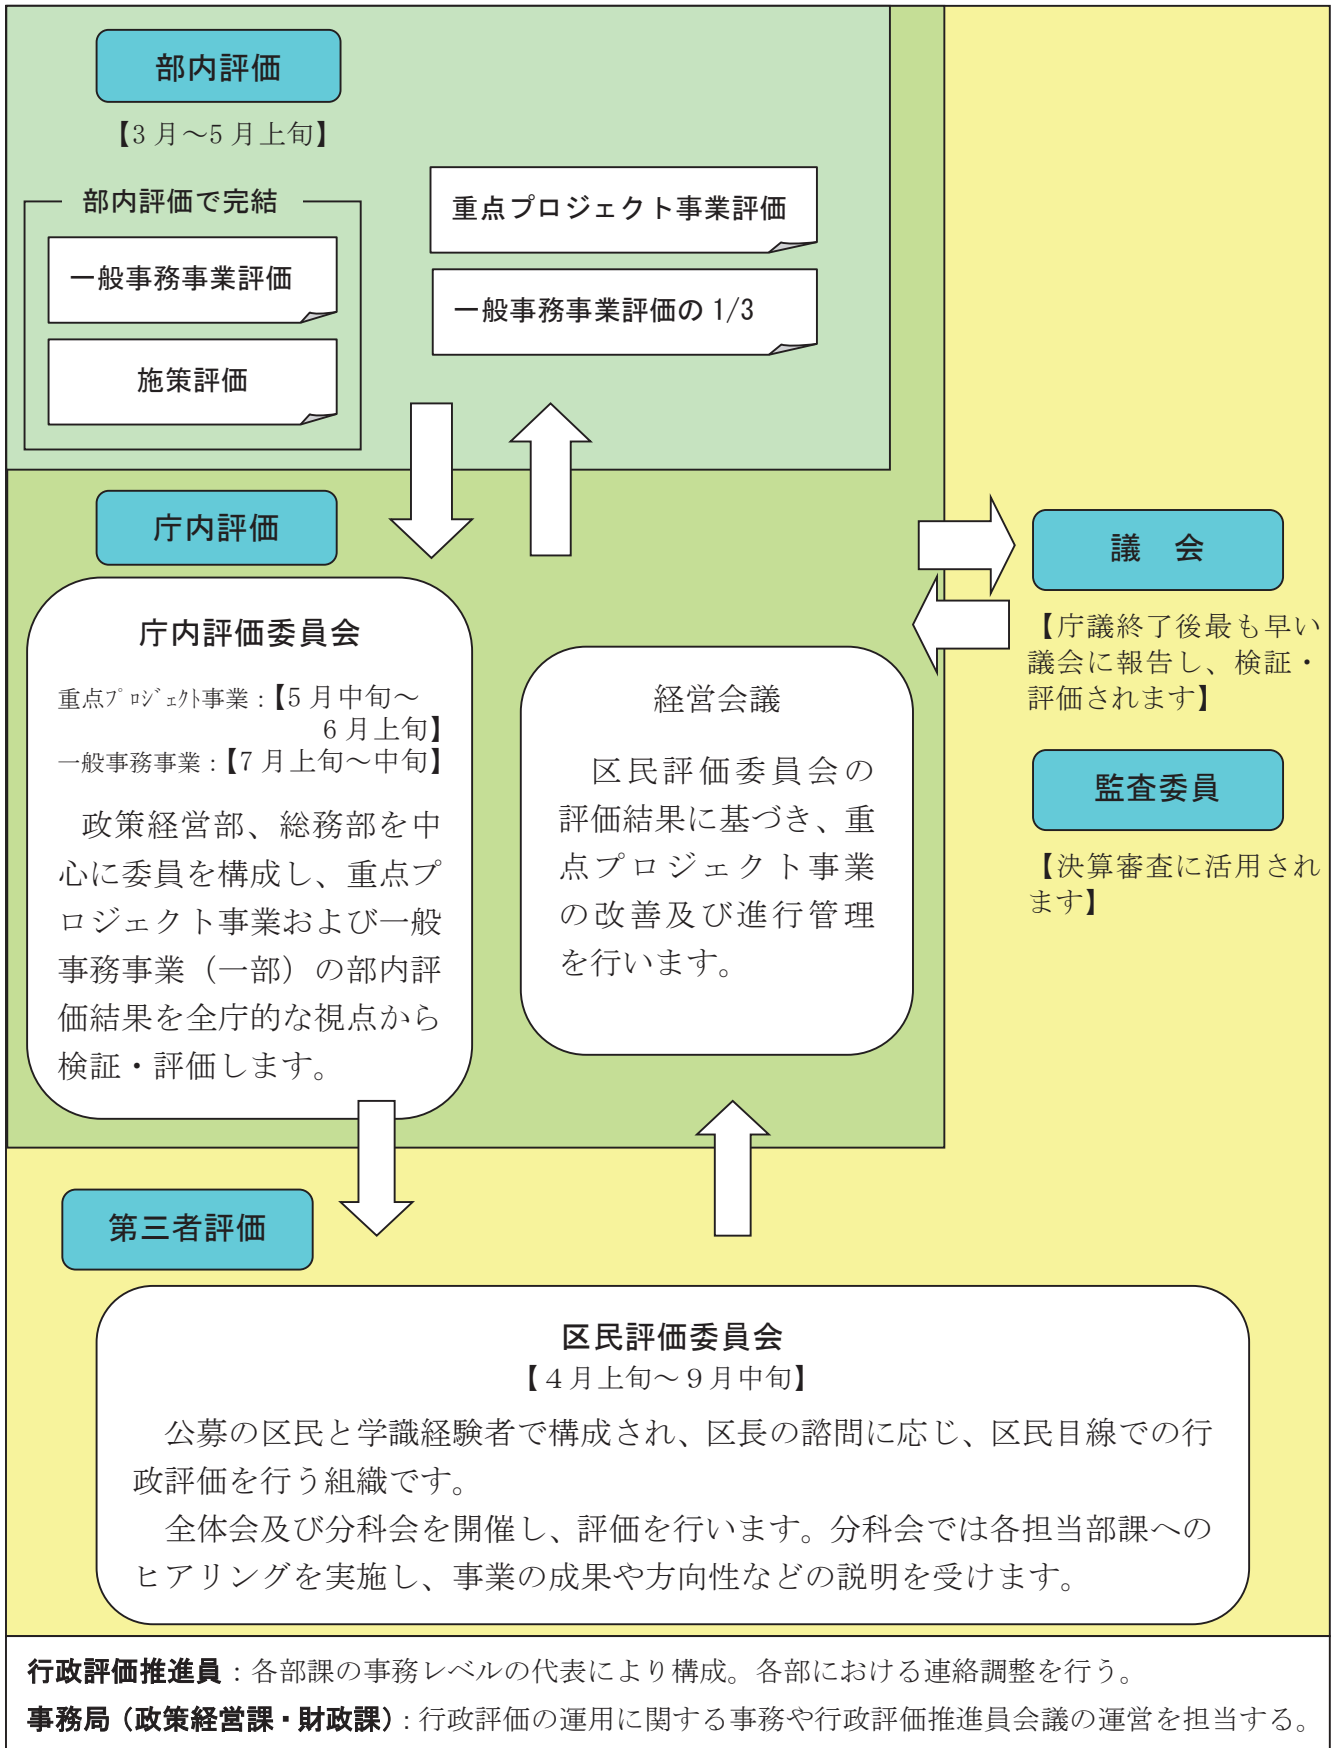 部内評価
【3月～5月上旬】
部内評価で完結
一般事務事業評価
施策評価
重点プロジェクト事業評価
一般事務事業評価の1/3
庁内評価
庁内評価委員会
重点ﾌﾟﾛｼﾞｪｸﾄ事業：【5月中旬～
6月上旬】
一般事務事業：【7月上旬～中旬】
政策経営部、総務部を中
心に委員を構成し、重点プ
ロジェクト事業および一般
事務事業（一部）の部内評
価結果を全庁的な視点から
検証・評価します。
経営会議
区民評価委員会の
評価結果に基づき、重
点プロジェクト事業
の改善及び進行管理
を行います。
議　会
【庁議終了後最も早い
議会に報告し、検証・
評価されます】
監査委員
【決算審査に活用され
ます】
第三者評価
区民評価委員会
【４月上旬～９月中旬】
公募の区民と学識経験者で構成され、区長の諮問に応じ、区民目線での行
政評価を行う組織です。
全体会及び分科会を開催し、評価を行います。分科会では各担当部課への
ヒアリングを実施し、事業の成果や方向性などの説明を受けます。
行政評価推進員：各部課の事務レベルの代表により構成。各部における連絡調整を行う。
事務局（政策経営課・財政課）：行政評価の運用に関する事務や行政評価推進員会議の運営を担当する。